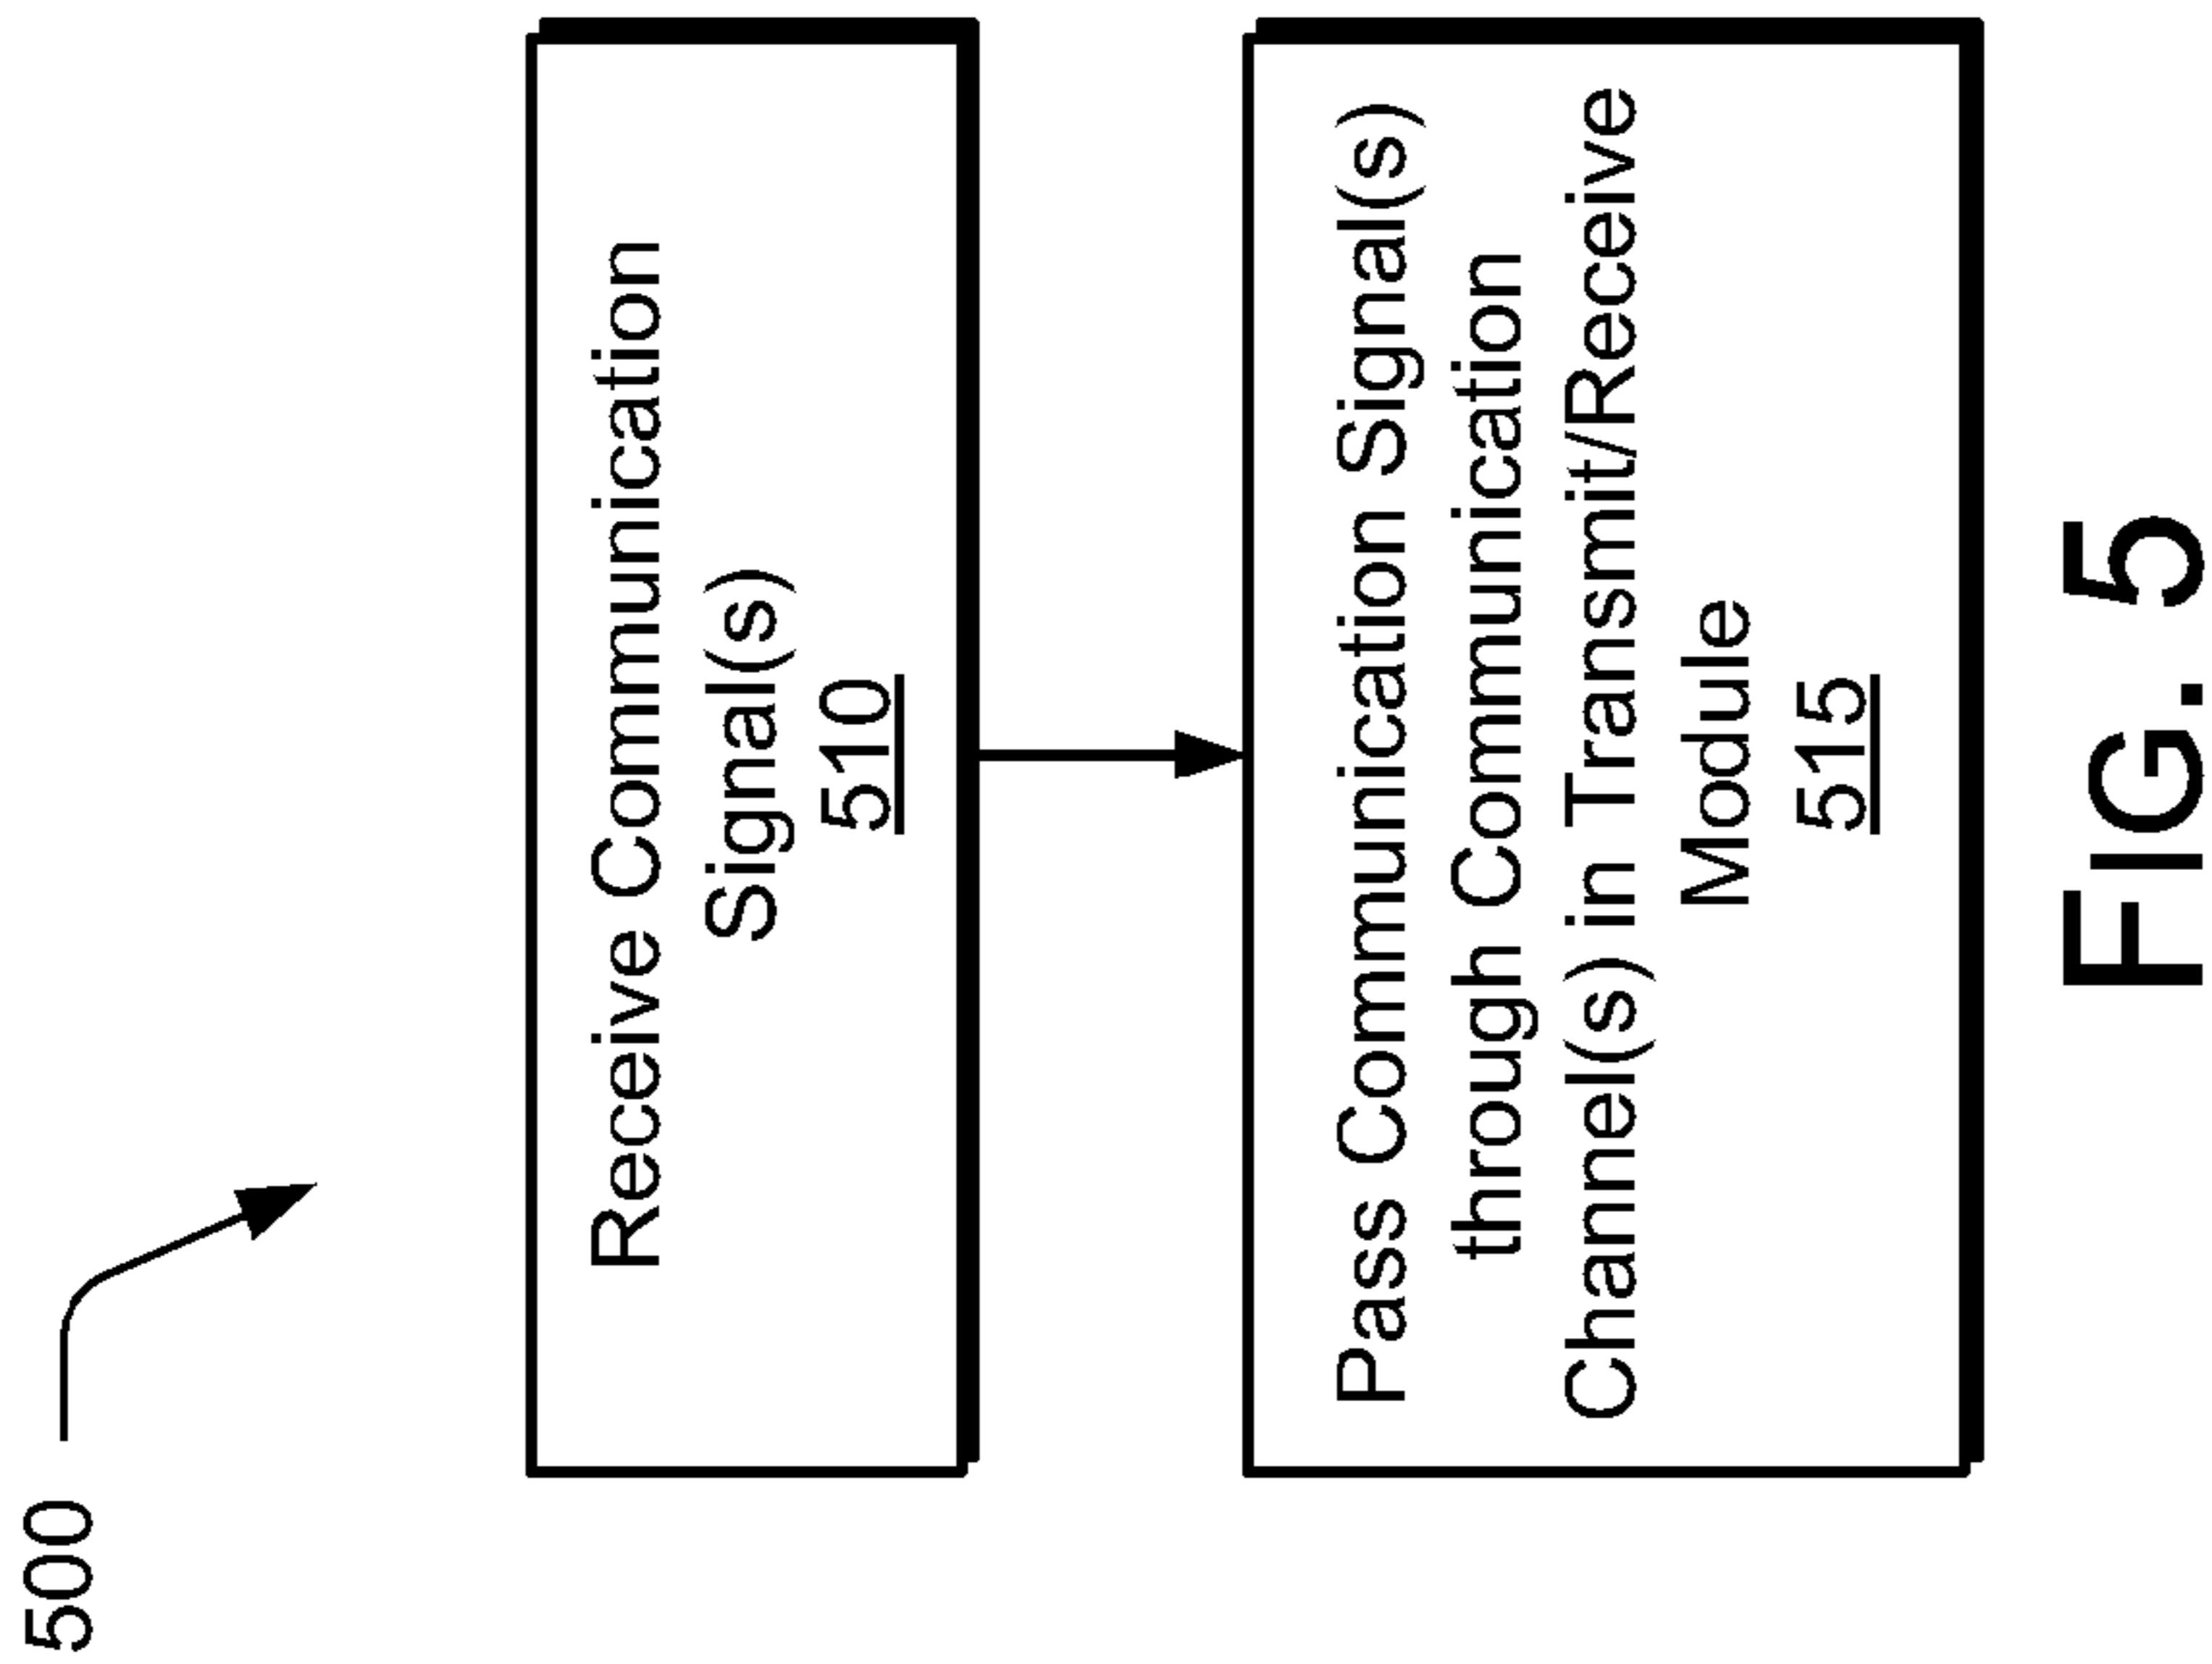 500
Receive Communication
Signal(s)
510
Pass Communication Signal(s)
through Communication
Channel(s) in Transmit/Receive
Module
515
FIG. 5